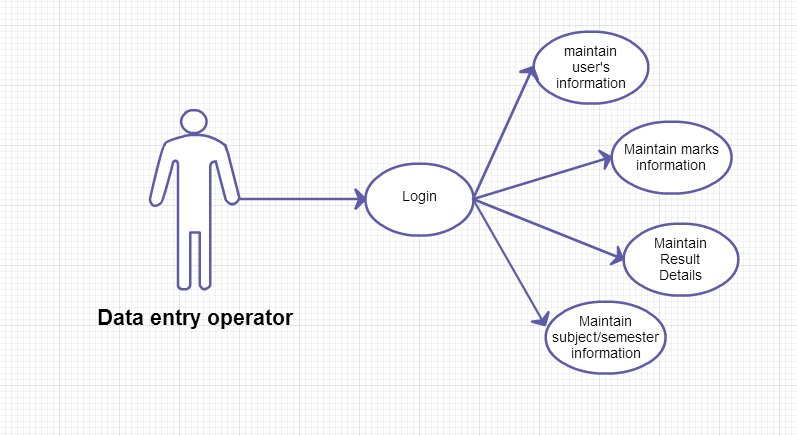 maintain
user's
information
Maintain marks
information
Login
Maintain
Result
Details
Data entry operator
Maintain
subject/semester
information